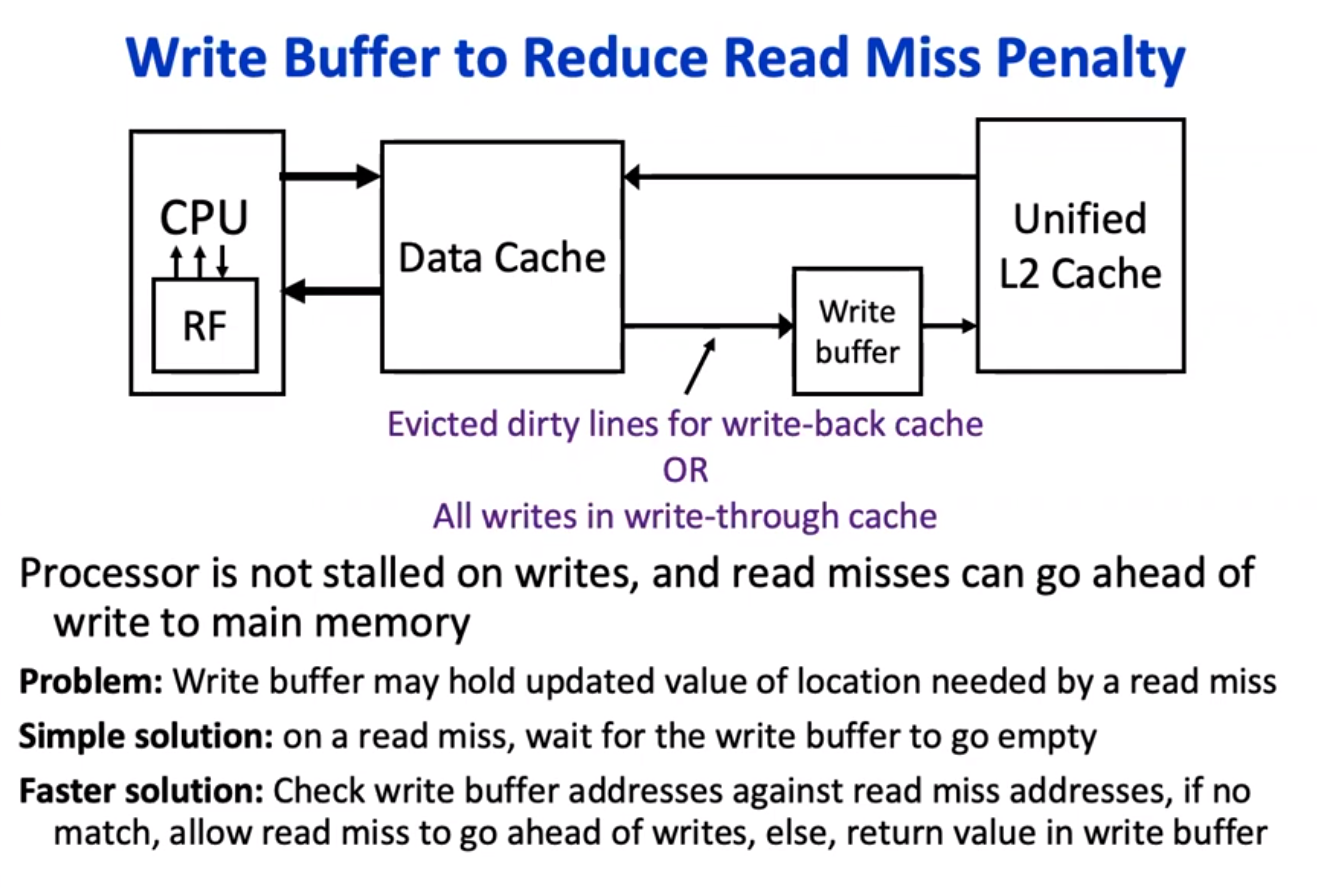 Write Buffer to Reduce Read Miss Penalty
CPU
RF
Data Cache
Write
buffer
Unified
L2 Cache
Evicted dirty lines for write-back cache
OR
All writes in write-through cache
Processor is not stalled on writes, and read misses can go ahead of
write to main memory
Problem: Write buffer may hold updated value of location needed by a read miss
Simple solution: on a read miss, wait for the write buffer to go empty
Faster solution: Check write buffer addresses against read miss addresses, if no
match, allow read miss to go ahead of writes, else, return value in write buffer